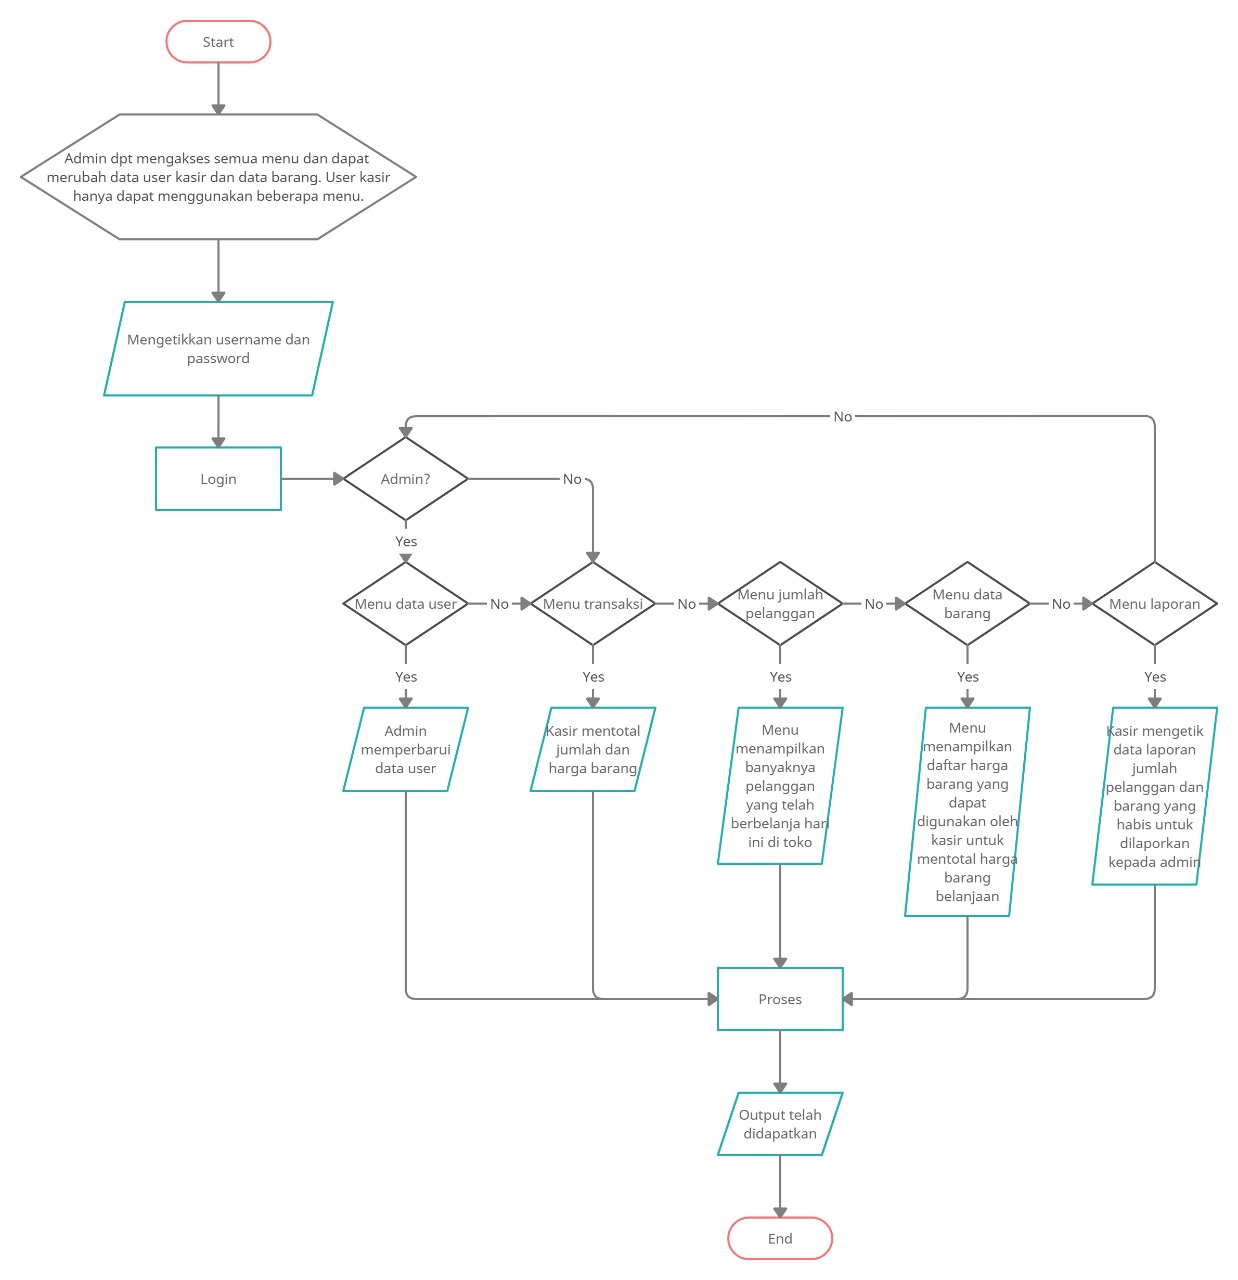 Start
Admin dpt mengakses semua menu dan dapat
merubah data user kasir dan data barang. User kasir
hanya dapat menggunakan beberapa menu.
Mengetikkan username dan
password
No
Login
Admin?
No
Yes
Menu data user
No
Menu transaksi
No
Menu jumlah
pelanggan
No
Menu data
barang
No
Menu laporan
Yes
Yes
Yes
Yes
Yes
Admin
memperbarui
data user
Kasir mentotal
jumlah dan
harga barang
Menu
menampilkan
banyaknya
pelanggan
yang telah
berbelanja hari
ini di toko
Menu
menampilkan
daftar harga
barang yang
dapat
digunakan oleh
kasir untuk
mentotal harga
barang
belanjaan
Kasir mengetik
data laporan
jumlah
pelanggan dan
barang yang
habis untuk
dilaporkan
kepada admin
Proses
Output telah
didapatkan
End